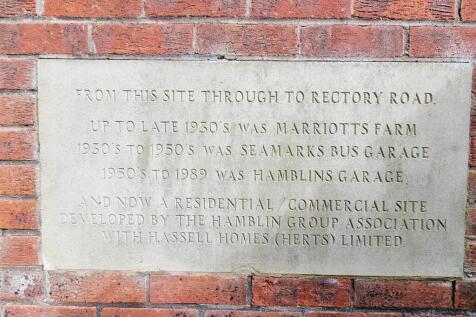 FROM THIS SITE THROUGH TO RECTORY ROAD.
UP TO LATE 1930'S WAS MARRIOTTS FARM
1930'S TO 1950'S WAS SEAMARKS BUS GARAGE
1950'S TO 1989 WAS HAMBLINS GARAGE.
AND NOW A RESIDENTIAL / COMMERCIAL SITE
DEVELOPED BY THE HAMBLIN GROUP ASSOCIATION
WITH HASSELL HOMES (HERTS) LIMITED.